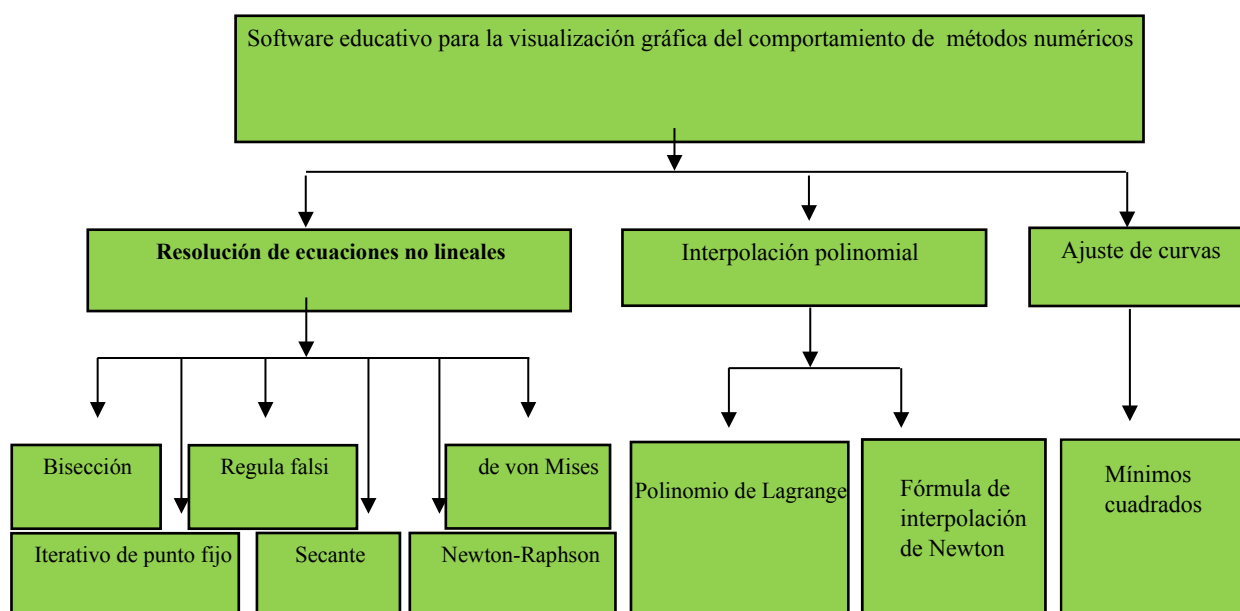 Software educativo para la visualización gráfica del comportamiento de métodos numéricos
Resolución de ecuaciones no lineales
Interpolación polinomial
Ajuste de curvas
Bisección
Regula falsi
de von Mises
Iterativo de punto fijo
Secante
Newton-Raphson
Polinomio de Lagrange
Fórmula de
interpolación
de Newton
Mínimos
cuadrados